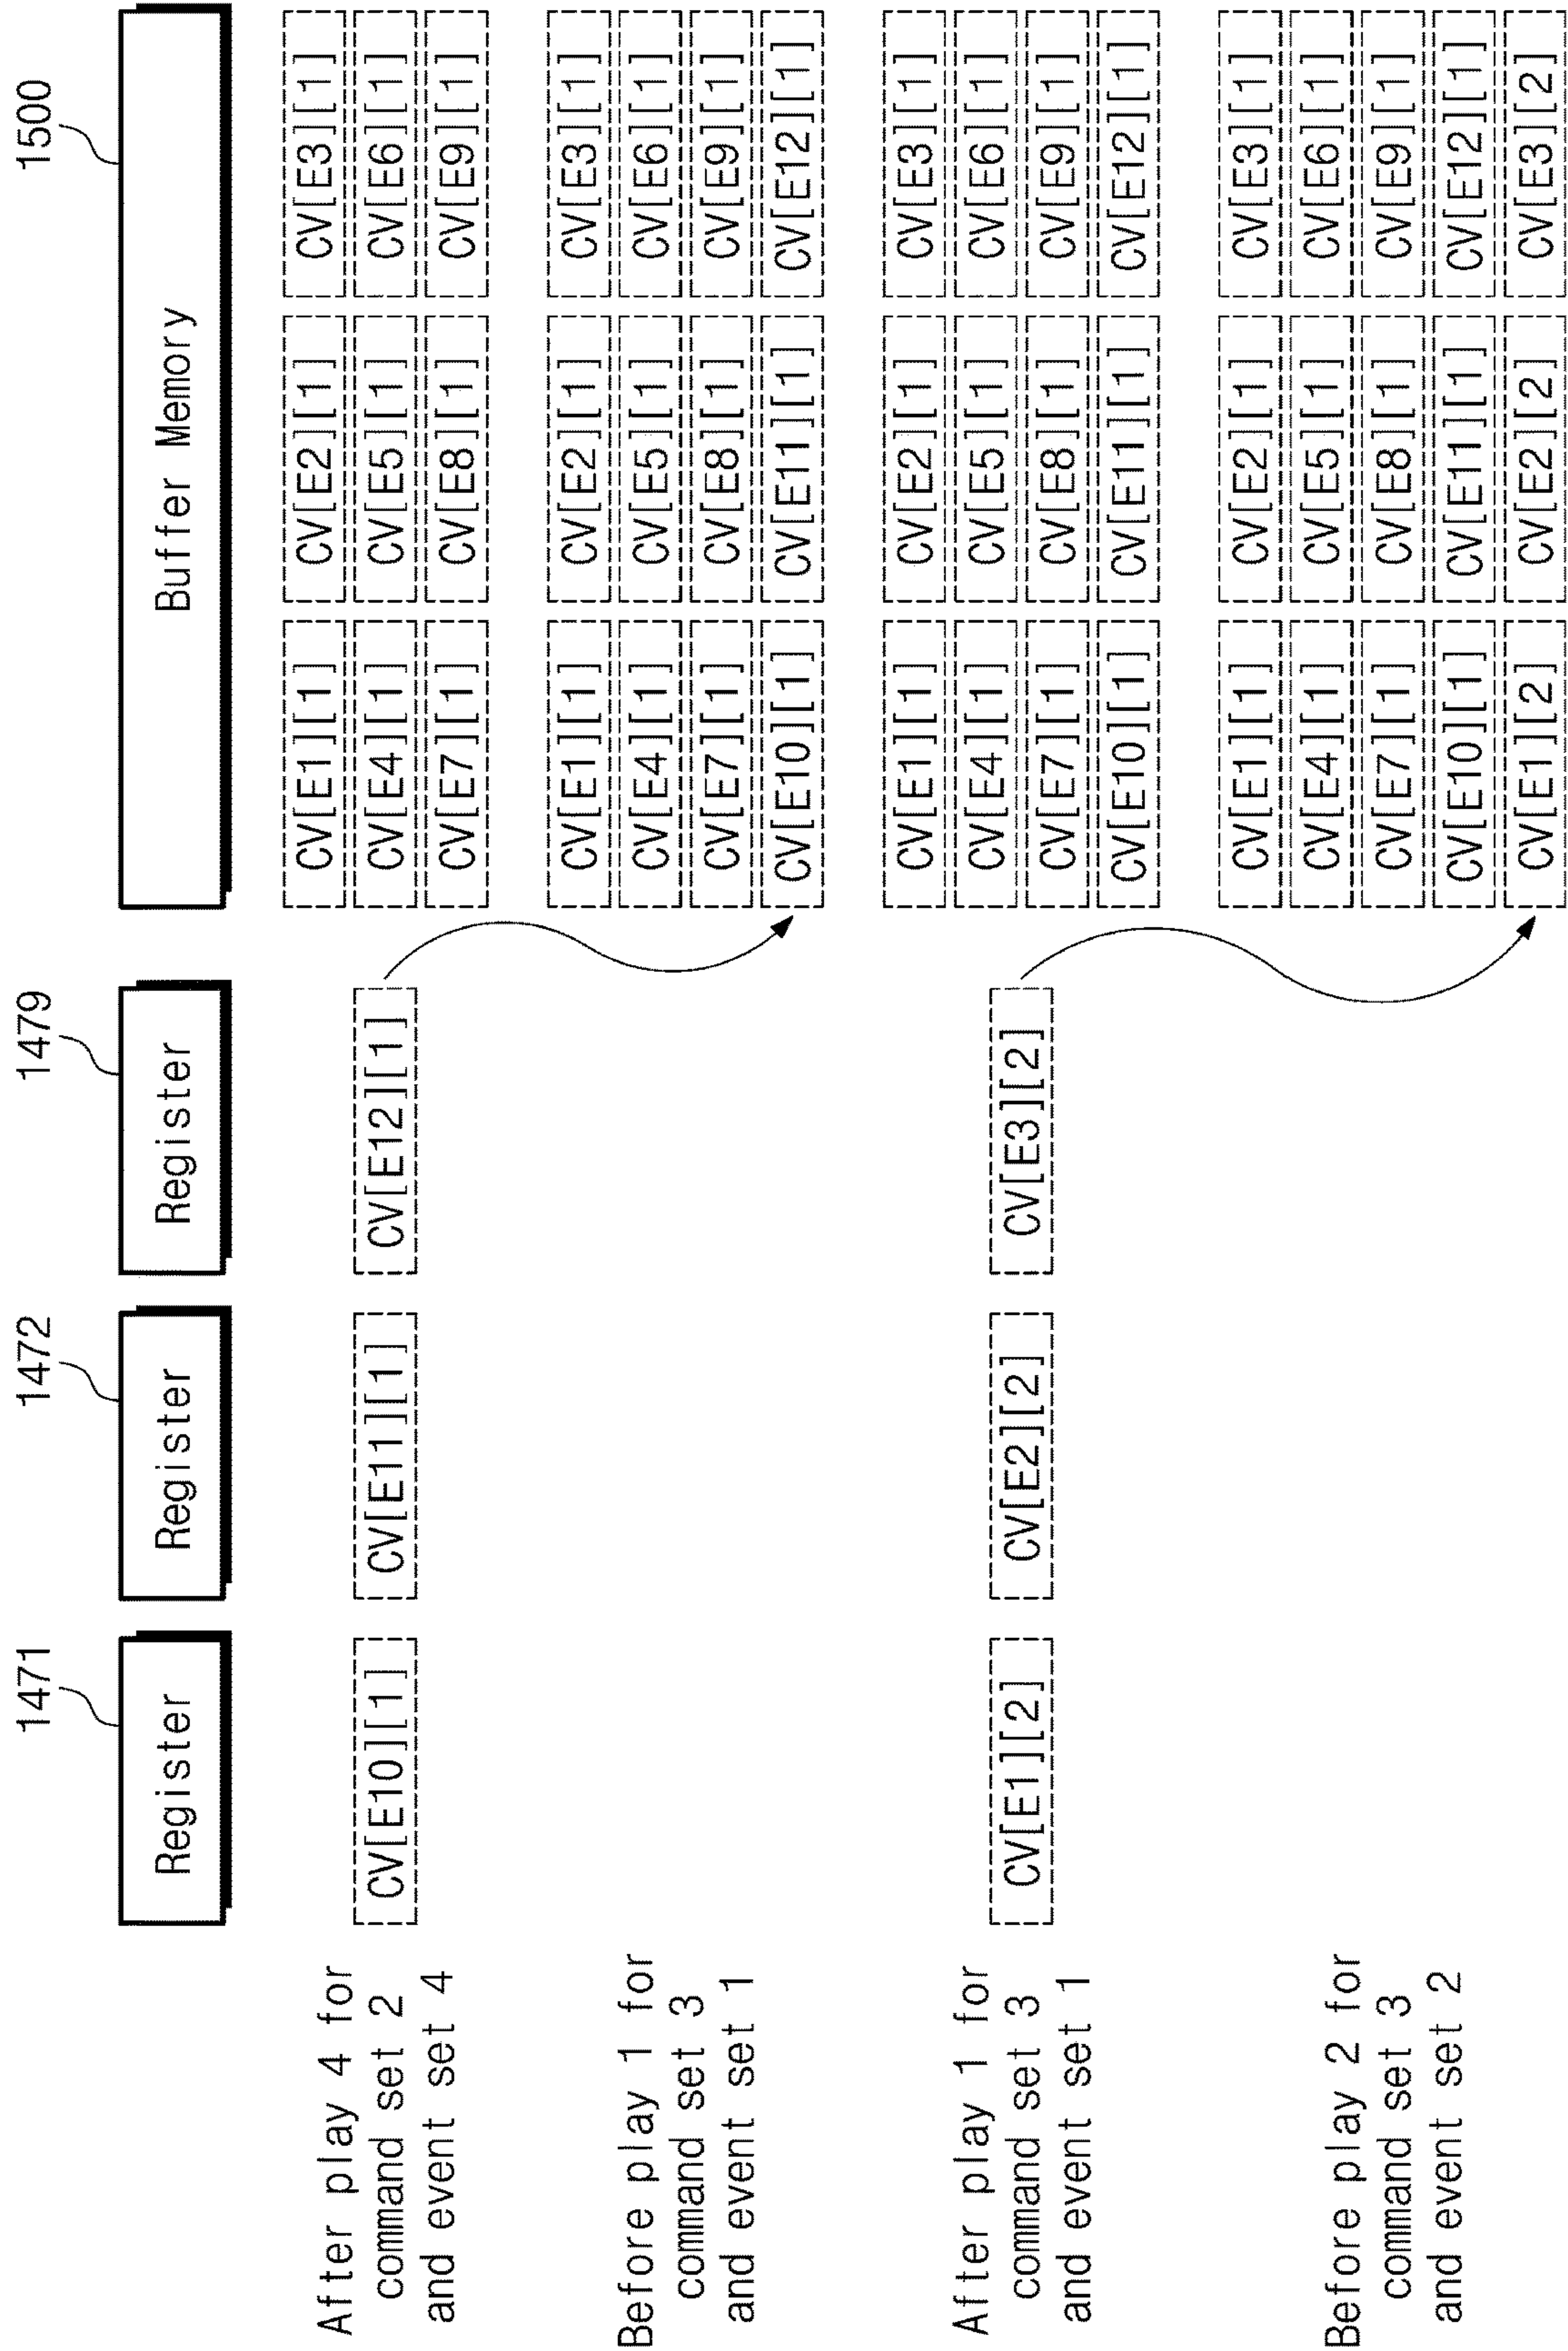 1471
1472
1479
1500
Register
Register
Register
Buffer Memory
After play 4 for
command set 2
and event set 4
CV[E10][1]
CV[E11][1]
CV[E12][1]
CV[E1][1]
CV[E2][1]
CV[E3][1]
CV[E4][1]
CV[E5][1]
CV[E6][1]
CV[E7][1]
CV[E8][1]
CV[E9][1]
Before play 1 for
command set 3
and event set 1
CV[E1][1]
CV[E2][1]
CV[E3][1]
CV[E4][1]
CV[E5][1]
CV[E6][1]
CV[E7][1]
CV[E8][1]
CV[E9][1]
CV[E10][1]
CV[E11][1]
CV[E12][1]
After play 1 for
command set 3
and event set 1
CV[E1][2]
CV[E2][2]
CV[E3][2]
CV[E1][1]
CV[E2][1]
CV[E3][1]
CV[E4][1]
CV[E5][1]
CV[E6][1]
CV[E7][1]
CV[E8][1]
CV[E9][1]
CV[E10][1]
CV[E11][1]
CV[E12][1]
Before play 2 for
command set 3
and event set 2
CV[E1][1]
CV[E2][1]
CV[E3][1]
CV[E4][1]
CV[E5][1]
CV[E6][1]
CV[E7][1]
CV[E8][1]
CV[E9][1]
CV[E10][1]
CV[E11][1]
CV[E12][1]
CV[E1][2]
CV[E2][2]
CV[E3][2]